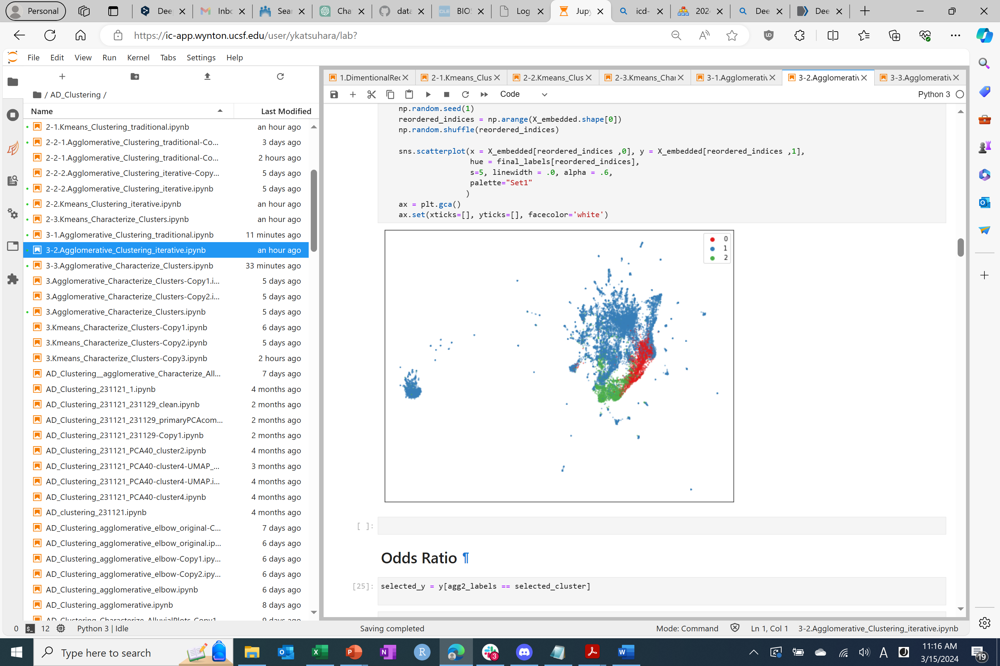 Personal
Dee
Inbo
Sear
Cha
data
CLE
BIO
Log
Jupy
icd-
202
Dee
Dee
https://ic-app.wynton.ucsf.edu/user/ykatsuhara/lab?
File Edit View Run Kernel Tabs Settings Help
/ AD_Clustering /
Name Last Modified
2-1.Kmeans_Clustering_traditional.ipynb an hour ago
2-2-1.Agglomerative_Clustering_traditional-Co... 3 days ago
2-2-1.Agglomerative_Clustering_traditional-Co... 2 hours ago
2-2-2.Agglomerative_Clustering_iterative-Copy... 5 days ago
2-2-2.Agglomerative_Clustering_iterative.ipynb 5 days ago
2-2.Kmeans_Clustering_iterative.ipynb an hour ago
2-3.Kmeans_Characterize_Clusters.ipynb an hour ago
3-1.Agglomerative_Clustering_traditional.ipynb 11 minutes ago
3-2.Agglomerative_Clustering_iterative.ipynb an hour ago
3-3.Agglomerative_Characterize_Clusters.ipynb 33 minutes ago
3.Agglomerative_Characterize_Clusters-Copy1.i... 5 days ago
3.Agglomerative_Characterize_Clusters-Copy2.i... 5 days ago
3.Agglomerative_Characterize_Clusters.ipynb 5 days ago
3.Kmeans_Characterize_Clusters-Copy1.ipynb 6 days ago
3.Kmeans_Characterize_Clusters-Copy2.ipynb 5 days ago
3.Kmeans_Characterize_Clusters-Copy3.ipynb 2 hours ago
AD_Clustering__agglomerative_Characterize_All... 7 days ago
AD_Clustering_231121_1.ipynb 4 months ago
AD_Clustering_231121_231129_clean.ipynb 2 months ago
AD_Clustering_231121_231129_primaryPCAcom... 2 months ago
AD_Clustering_231121_231129-Copy1.ipynb 2 months ago
AD_Clustering_231121_PCA40_cluster2.ipynb 4 months ago
AD_Clustering_231121_PCA40-cluster4-UMAP_... 3 months ago
AD_Clustering_231121_PCA40-cluster4-UMAP.i... 4 months ago
AD_Clustering_231121_PCA40-cluster4.ipynb 4 months ago
AD_clustering_231121.ipynb 4 months ago
AD_Clustering_agglomerative_elbow_original-C... 7 days ago
AD_Clustering_agglomerative_elbow_original.ip... 6 days ago
AD_Clustering_agglomerative_elbow-Copy1.ipy... 6 days ago
AD_Clustering_agglomerative_elbow-Copy2.ipy... 6 days ago
AD_Clustering_agglomerative_elbow.ipynb 6 days ago
AD_Clustering_agglomerative.ipynb 8 days ago
AD_Clustering_Characterize_AlluvialPlots-Copy1 9 days ago
1.DimentionalRec
2-1.Kmeans_Clus
2-2.Kmeans_Clus
2-3.Kmeans_Char
3-1.Agglomerativ
3-2.Agglomerativ
3-3.Agglomerativ
Code
Python 3
np.random.seed(1)
reordered_indices = np.arange(X_embedded.shape[0])
np.random.shuffle(reordered_indices)
sns.scatterplot(x = X_embedded[reordered_indices ,0], y = X_embedded[reordered_indices ,1],
hue = final_labels[reordered_indices],
s=5, linewidth = .0, alpha = .6,
palette="Set1"
)
ax = plt.gca()
ax.set(xticks=[], yticks=[], facecolor='white')
0
1
2
[ ]:
Odds Ratio ¶
[25]: selected_y = y[agg2_labels == selected_cluster]
0 $_ 12 Python 3 | Idle Saving completed Mode: Command Ln 1, Col 1 3-2.Agglomerative_Clustering_iterative.ipynb
Type here to search
3
A
11:16 AM
3/15/2024
19